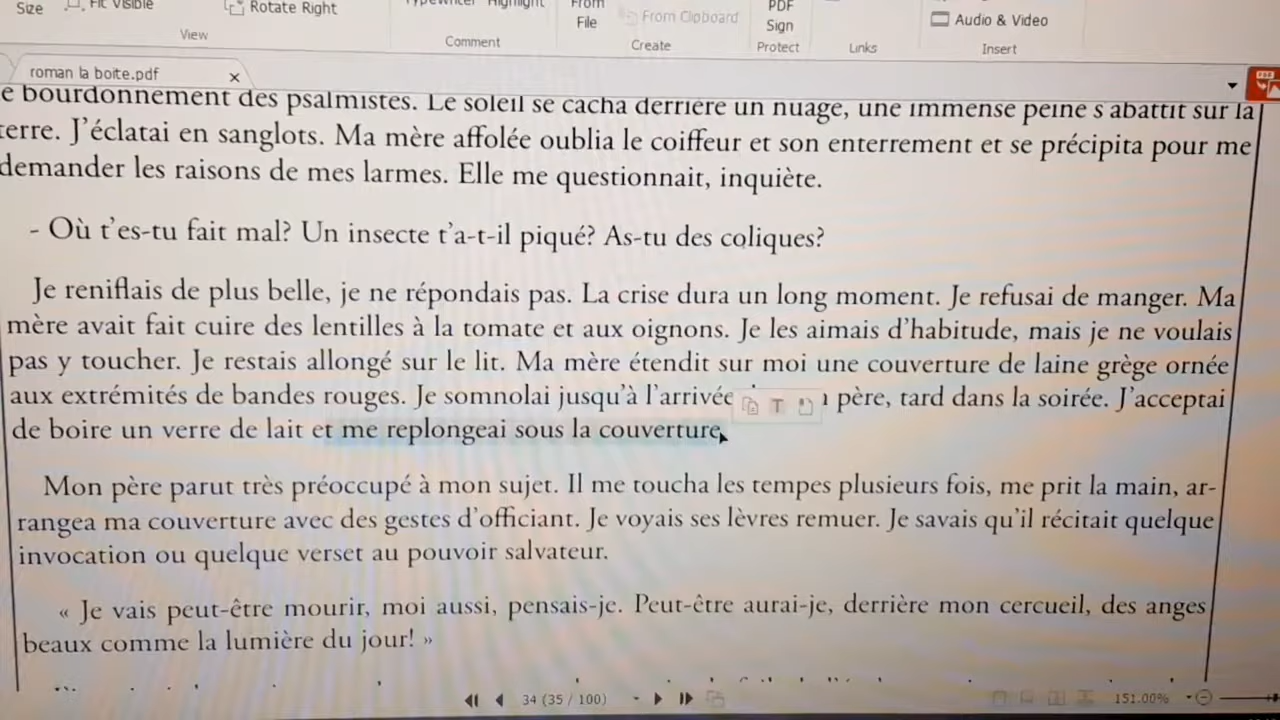 Size
Fit Visible
Rotate Right
View
Typewriter Highlight
Comment
From
File
From Clipboard
Create
PDF
Sign
Protect
Links
Audio & Video
Insert
roman la boite.pdf
e bourdonnement des psalmistes. Le soleil se cacha derrière un nuage, une immense peine s'abattit sur la
terre. J'éclatai en sanglots. Ma mère affolée oublia le coiffeur et son enterrement et se précipita pour me
demander les raisons de mes larmes. Elle me questionnait, inquiète.
- Où t'es-tu fait mal? Un insecte t'a-t-il piqué? As-tu des coliques?
Je reniflais de plus belle, je ne répondais pas. La crise dura un long moment. Je refusai de manger. Ma
mère avait fait cuire des lentilles à la tomate et aux oignons. Je les aimais d'habitude, mais je ne voulais
pas y toucher. Je restais allongé sur le lit. Ma mère étendit sur moi une couverture de laine grège ornée
aux extrémités de bandes rouges. Je somnolai jusqu'à l'arrivée père, tard dans la soirée. J'acceptai
de boire un verre de lait et me replongeai sous la couverture
Mon père parut très préoccupé à mon sujet. Il me toucha les tempes plusieurs fois, me prit la main, ar-
rangea ma couverture avec des gestes d'officiant. Je voyais ses lèvres remuer. Je savais qu'il récitait quelque
invocation ou quelque verset au pouvoir salvateur.
« Je vais peut-être mourir, moi aussi, pensais-je. Peut-être aurai-je, derrière mon cercueil, des anges
beaux comme la lumière du jour! »
34 (35 / 100)
151.00%